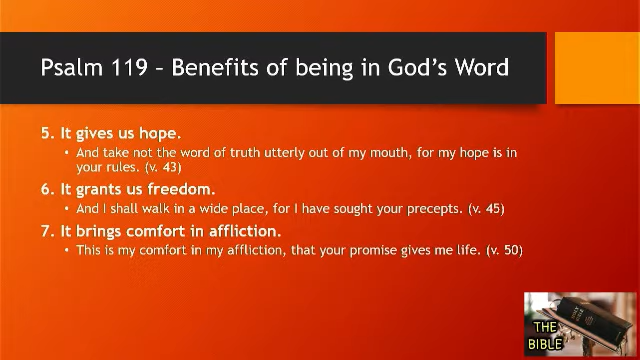 Psalm 119 – Benefits of being in God's Word
5. It gives us hope.
• And take not the word of truth utterly out of my mouth, for my hope is in
your rules. (v. 43)
6. It grants us freedom.
• And I shall walk in a wide place, for I have sought your precepts. (v. 45)
7. It brings comfort in affliction.
• This is my comfort in my affliction, that your promise gives me life. (v. 50)
HOLY
BIBLE
THE
BIBLE